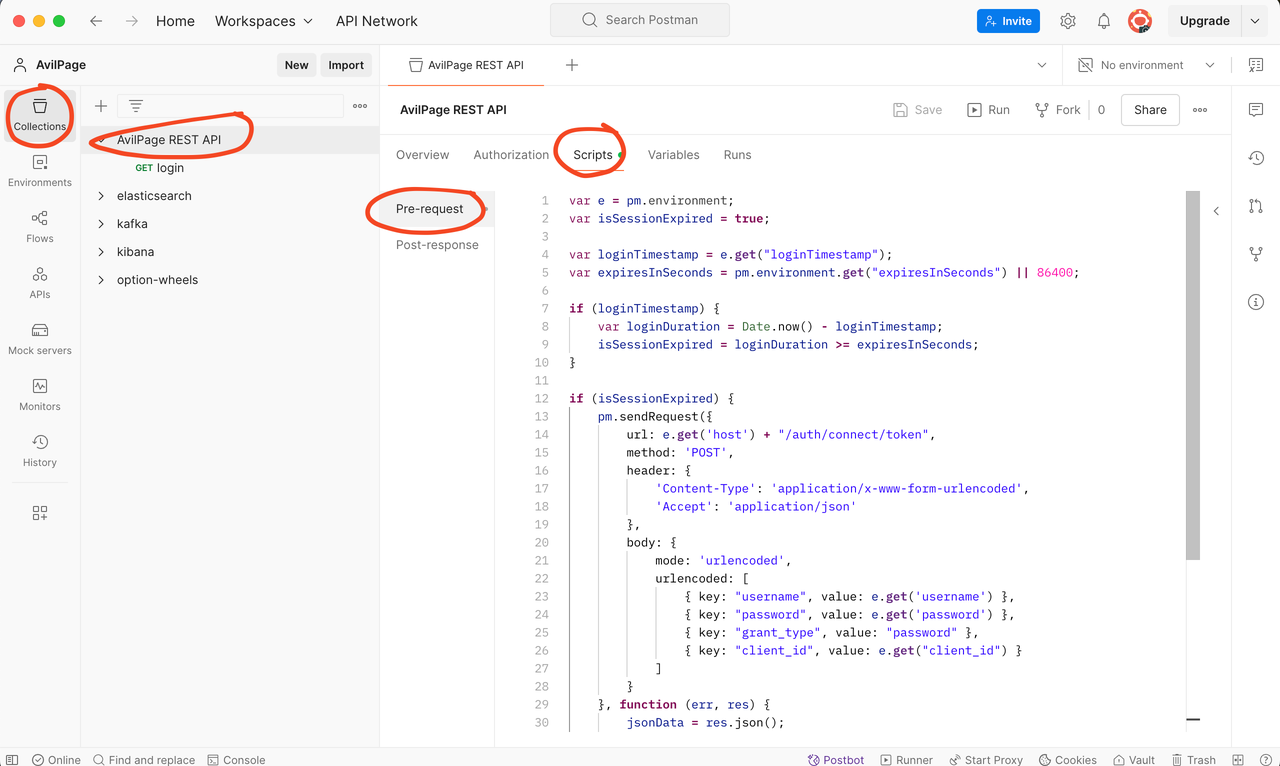 Home Workspaces API Network Search Postman Invite Upgrade
AvilPage New Import AvilPage REST API No environment
Collections
Environments
Flows
APIs
Mock servers
Monitors
History
AvilPage REST API
GET login
elasticsearch
kafka
kibana
option-wheels
AvilPage REST API Save Run Fork 0 Share
Overview Authorization Scripts Variables Runs
Pre-request
Post-response
1 var e = pm.environment;
2 var isSessionExpired = true;
3
4 var loginTimestamp = e.get("loginTimestamp");
5 var expiresInSeconds = pm.environment.get("expiresInSeconds") || 86400;
6
7 if (loginTimestamp) {
8 var loginDuration = Date.now() - loginTimestamp;
9 isSessionExpired = loginDuration >= expiresInSeconds;
10 }
11
12 if (isSessionExpired) {
13 pm.sendRequest({
14 url: e.get('host') + "/auth/connect/token",
15 method: 'POST',
16 header: {
17 'Content-Type': 'application/x-www-form-urlencoded',
18 'Accept': 'application/json'
19 },
20 body: {
21 mode: 'urlencoded',
22 urlencoded: [
23 { key: "username", value: e.get('username') },
24 { key: "password", value: e.get('password') },
25 { key: "grant_type", value: "password" },
26 { key: "client_id", value: e.get("client_id") }
27 ]
28 }
29 }, function (err, res) {
30 jsonData = res.json();
Online Find and replace Console Postbot Runner Start Proxy Cookies Vault Trash